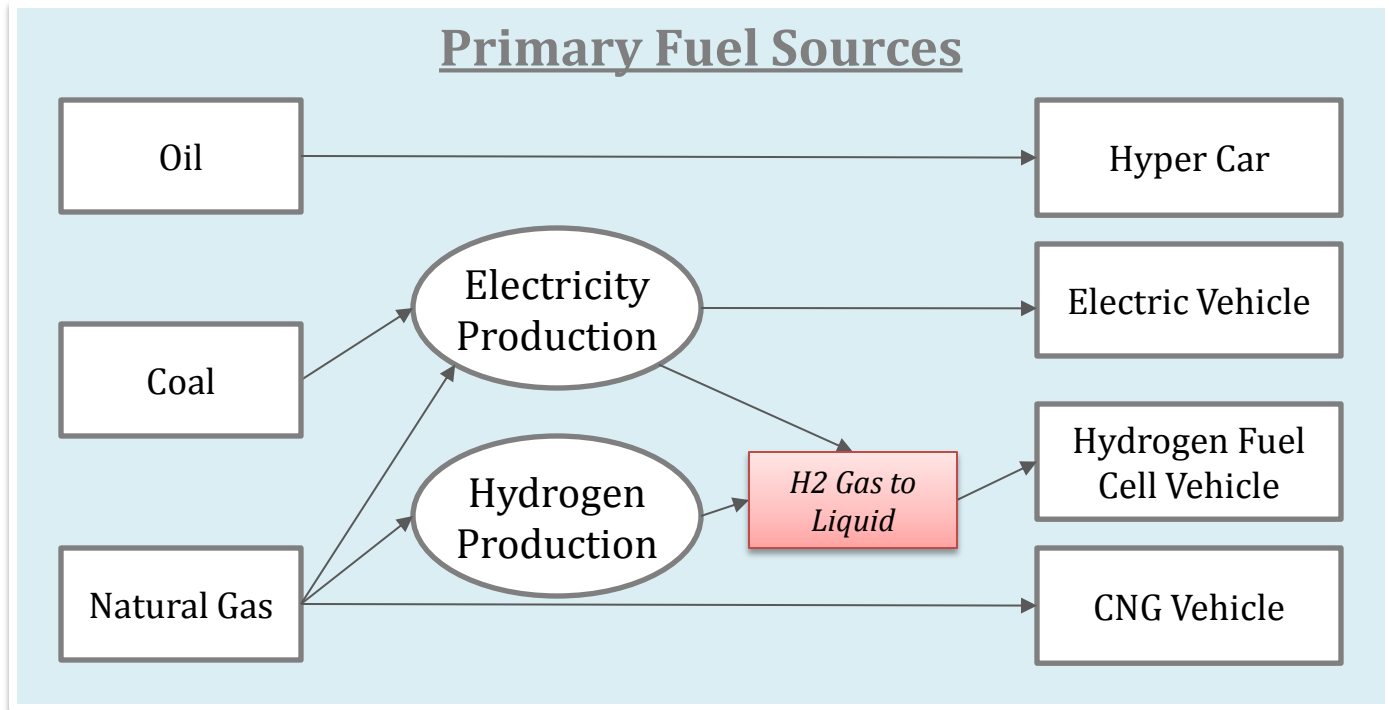 Primary Fuel Sources
Oil
Hyper Car
Electricity
Production
Electric Vehicle
Coal
Hydrogen Fuel
Cell Vehicle
H2 Gas to
Liquid
Hydrogen
Production
Natural Gas
CNG Vehicle